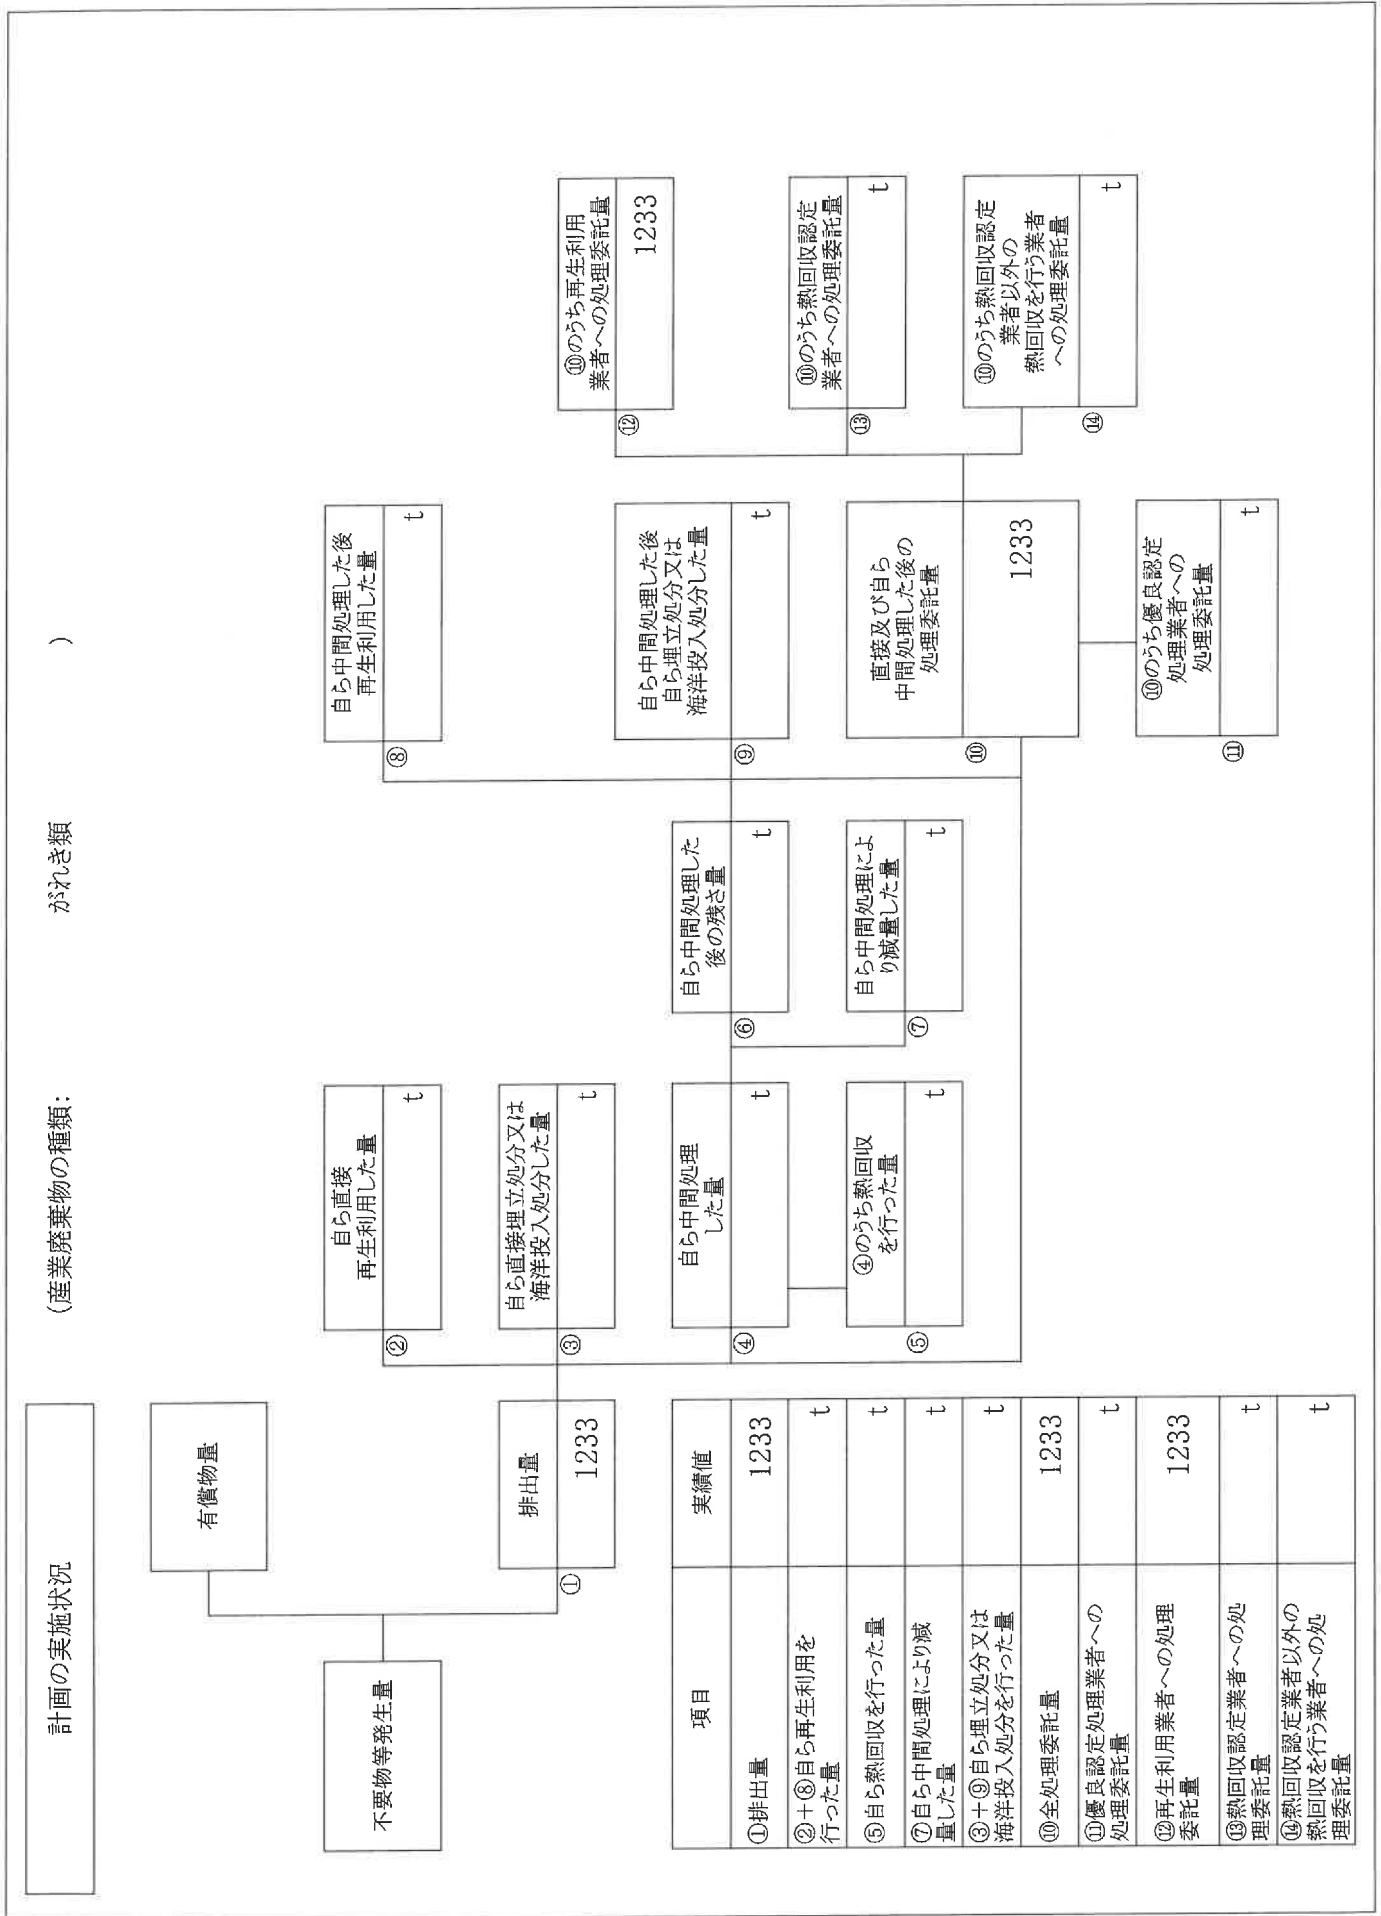 計画の実施状況
(産業廃棄物の種類: がれき類 )
有償物量
不要物等発生量
排出量
①
1233
自ら直接
再生利用した量
②
t
自ら直接埋立処分又は
海洋投入処分した量
③
t
自ら中間処理
した量
④
t
④のうち熱回収
を行った量
⑤
t
自ら中間処理した
後の残さ量
⑥
t
自ら中間処理によ
り減量した量
⑦
t
自ら中間処理した後
再生利用した量
⑧
t
自ら中間処理した後
自ら埋立処分又は
海洋投入処分した量
⑨
t
直接及び自ら
中間処理した後の
処理委託量
⑩
1233
⑩のうち優良認定
処理業者への
処理委託量
⑪
t
⑩のうち再生利用
業者への処理委託量
⑫
1233
⑩のうち熱回収認定
業者への処理委託量
⑬
t
⑩のうち熱回収認定
業者以外の
熱回収を行う業者
への処理委託量
⑭
t
項目 実績値
①排出量 1233
②+⑧自ら再生利用を
行った量 t
⑤自ら熱回収を行った量 t
⑦自ら中間処理により減
量した量 t
③+⑨自ら埋立処分又は
海洋投入処分を行った量 t
⑩全処理委託量 1233
⑪優良認定処理業者への
処理委託量 t
⑫再生利用業者への処理
委託量 1233
⑬熱回収認定業者への処
理委託量 t
⑭熱回収認定業者以外の
熱回収を行う業者への処
理委託量 t